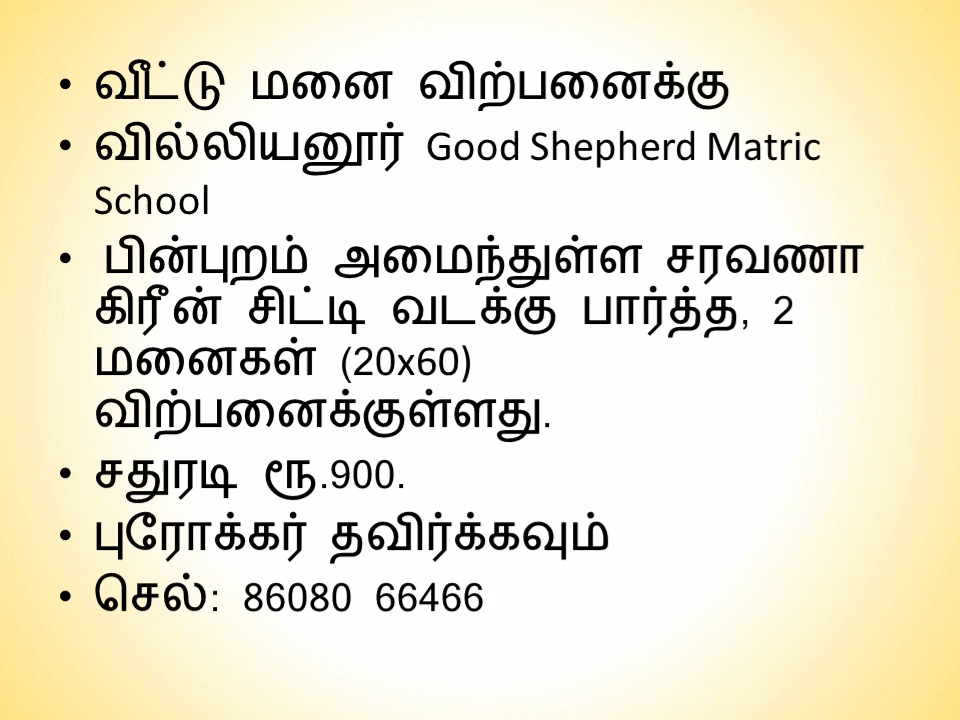 • வீட்டு மனை விற்பனைக்கு
• வில்லியனூர் Good Shepherd Matric
School
• பின்புறம் அமைந்துள்ள சரவணா
கிரீன் சிட்டி வடக்கு பார்த்த, 2
மனைகள் (20x60)
விற்பனைக்குள்ளது.
• சதுரடி ரூ.900.
• புரோக்கர் தவிர்க்கவும்
• செல்: 86080 66466